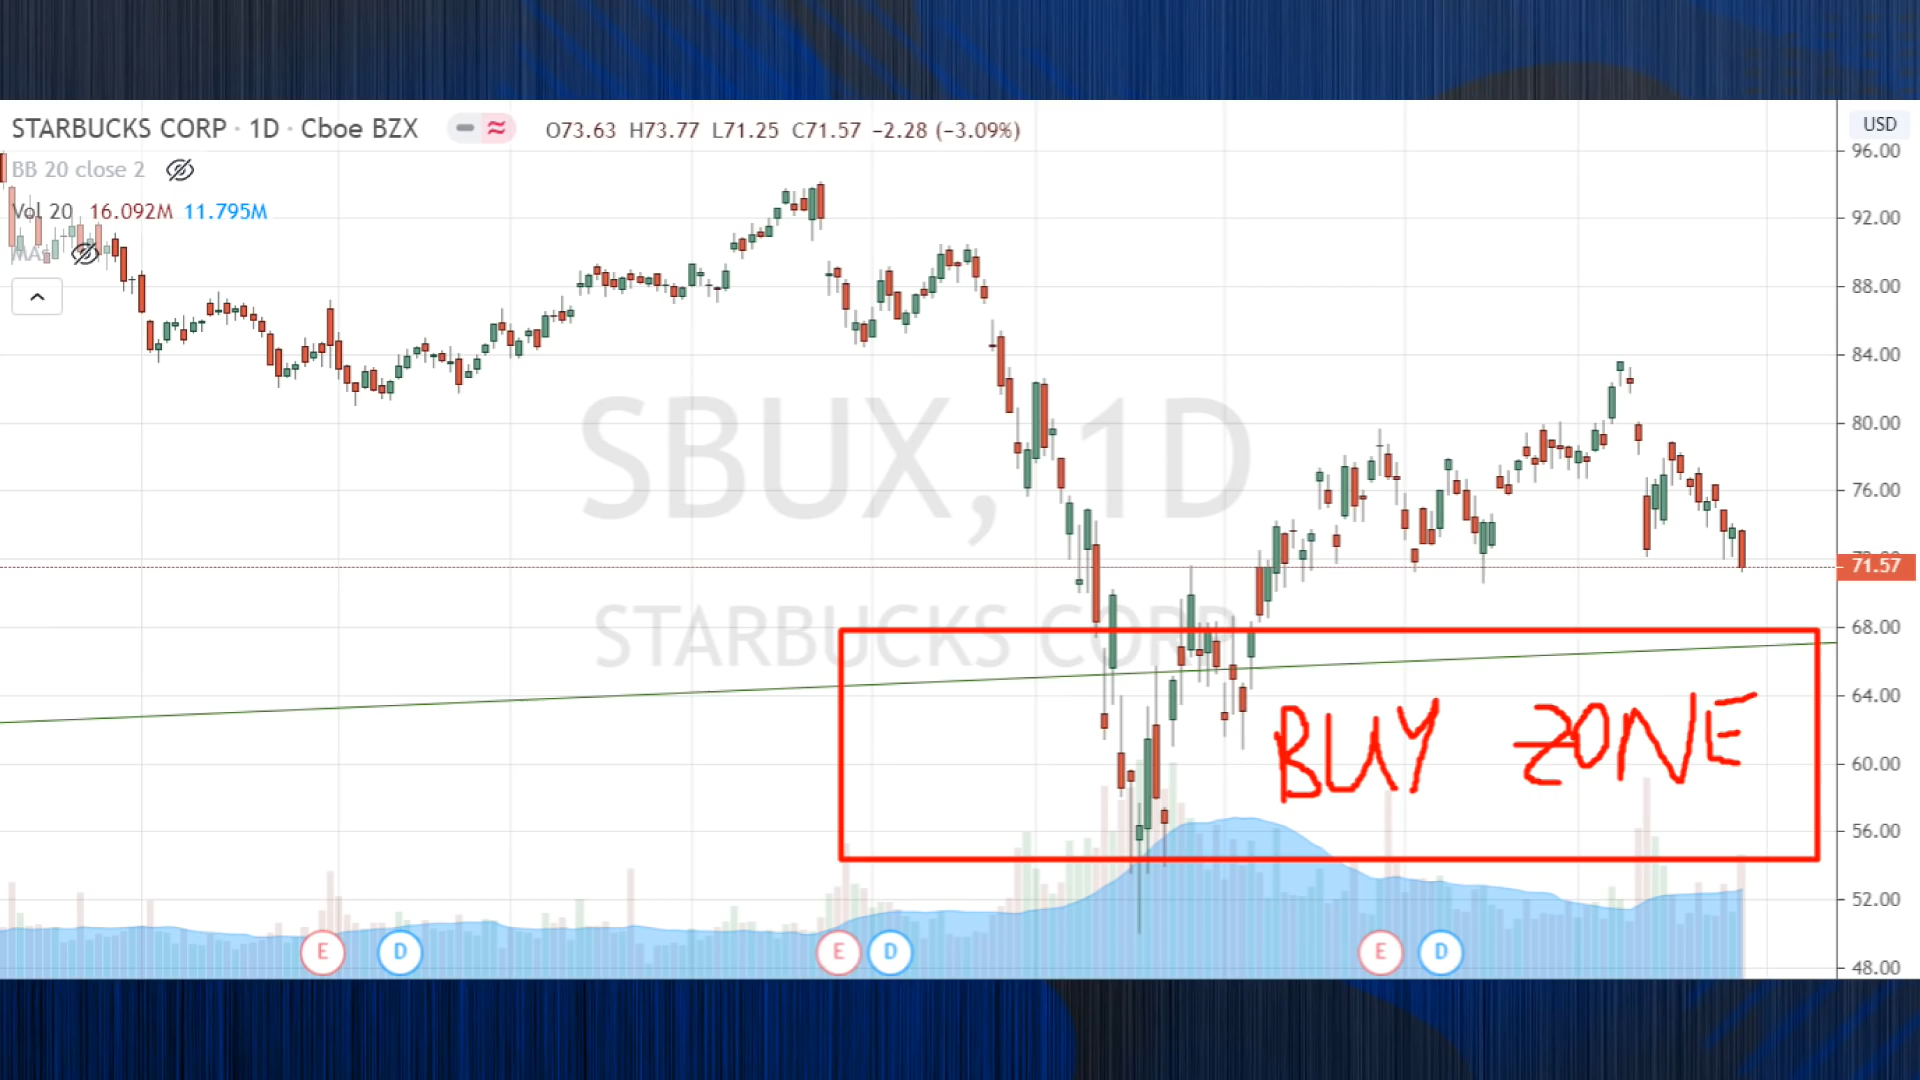 STARBUCKS CORP · 1D · Cboe BZX O73.63 H73.77 L71.25 C71.57 −2.28 (−3.09%)
USD
BB 20 close 2
Vol 20 16.092M 11.795M
96.00
92.00
88.00
84.00
80.00
76.00
71.57
68.00
64.00
60.00
56.00
52.00
48.00
SBUX, 1D
STARBUCKS CORP
BUY ZONE
E D E D E D